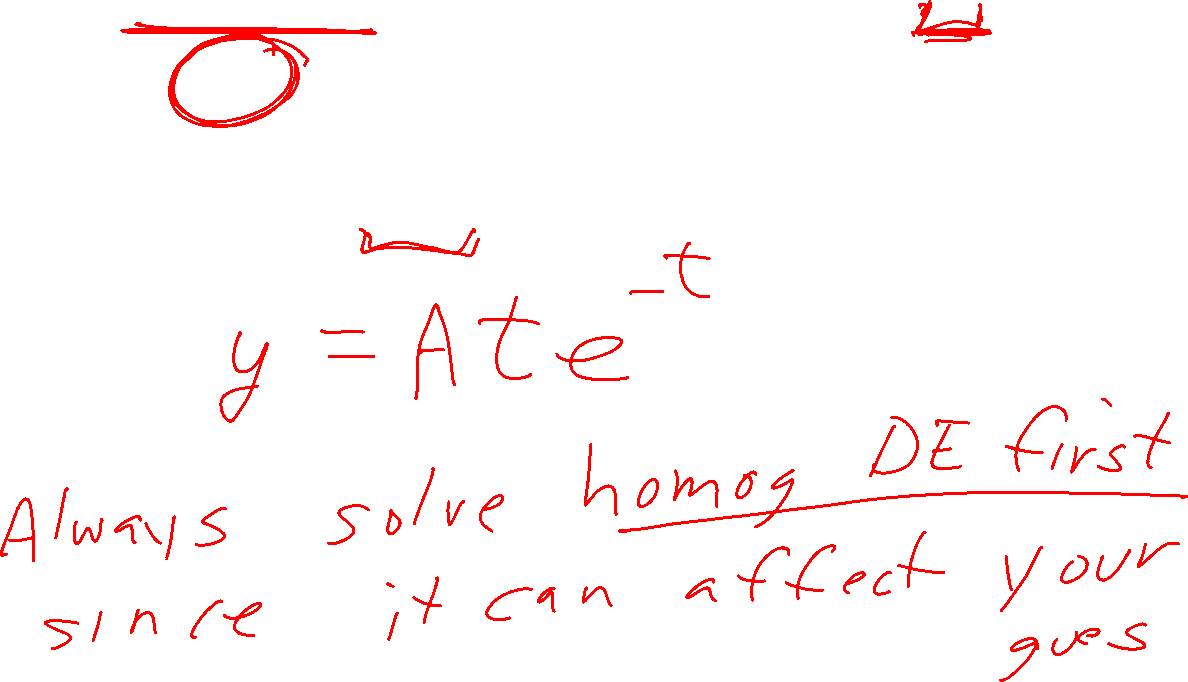 y = Ate^{-t}
Always solve homog DE first
since it can affect your
gues